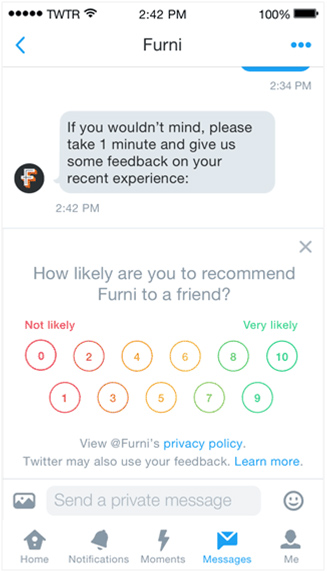 TWTR 2:42 PM 100%
Furni
2:34 PM
If you wouldn't mind, please
take 1 minute and give us
some feedback on your
recent experience:
F
2:42 PM
How likely are you to recommend
Furni to a friend?
Not likely Very likely
0 2 4 6 8 10
1 3 5 7 9
View @Furni's privacy policy.
Twitter may also use your feedback. Learn more.
Send a private message
Home Notifications Moments Messages Me